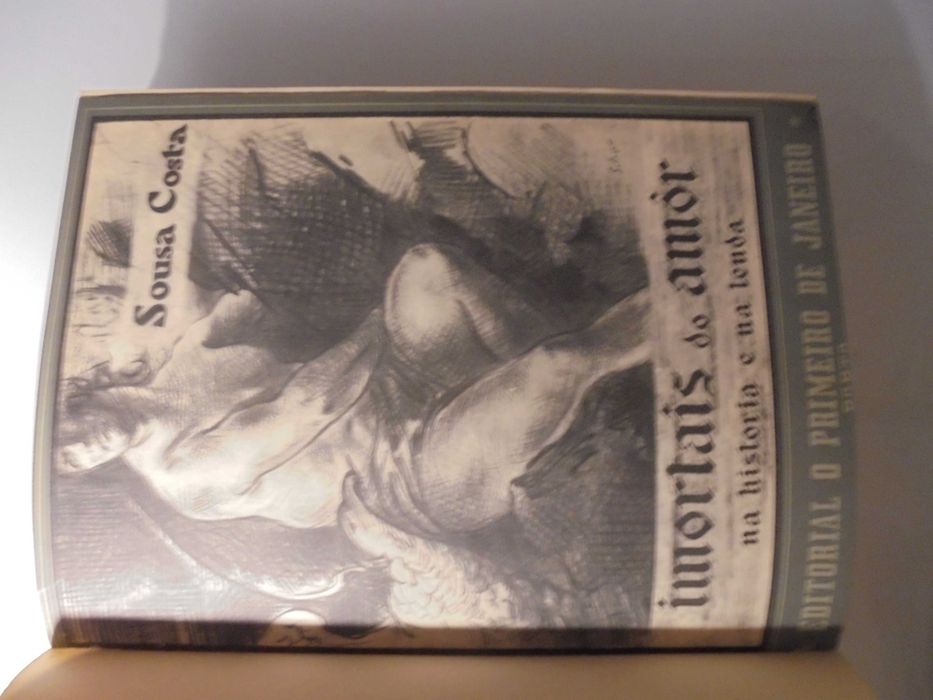 Sousa Costa
imortais do amôr
na historia e na lenda
EDITORIAL O PRIMEIRO DE JANEIRO